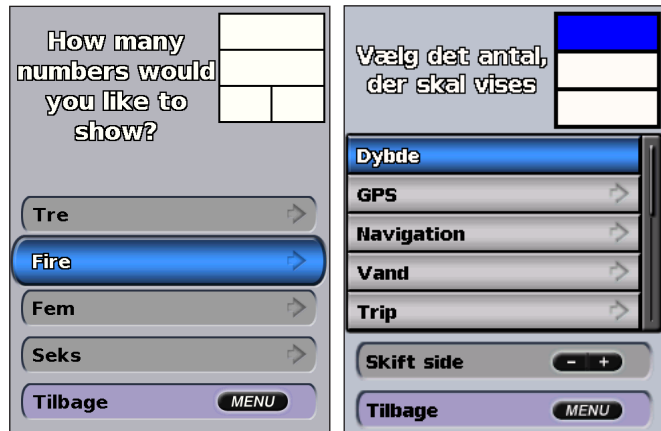 How many
numbers would
you like to
show?
Tre
Fire
Fem
Seks
Tilbage MENU
Vælg det antal,
der skal vises
Dybde
GPS
Navigation
Vand
Trip
Skift side - +
Tilbage MENU